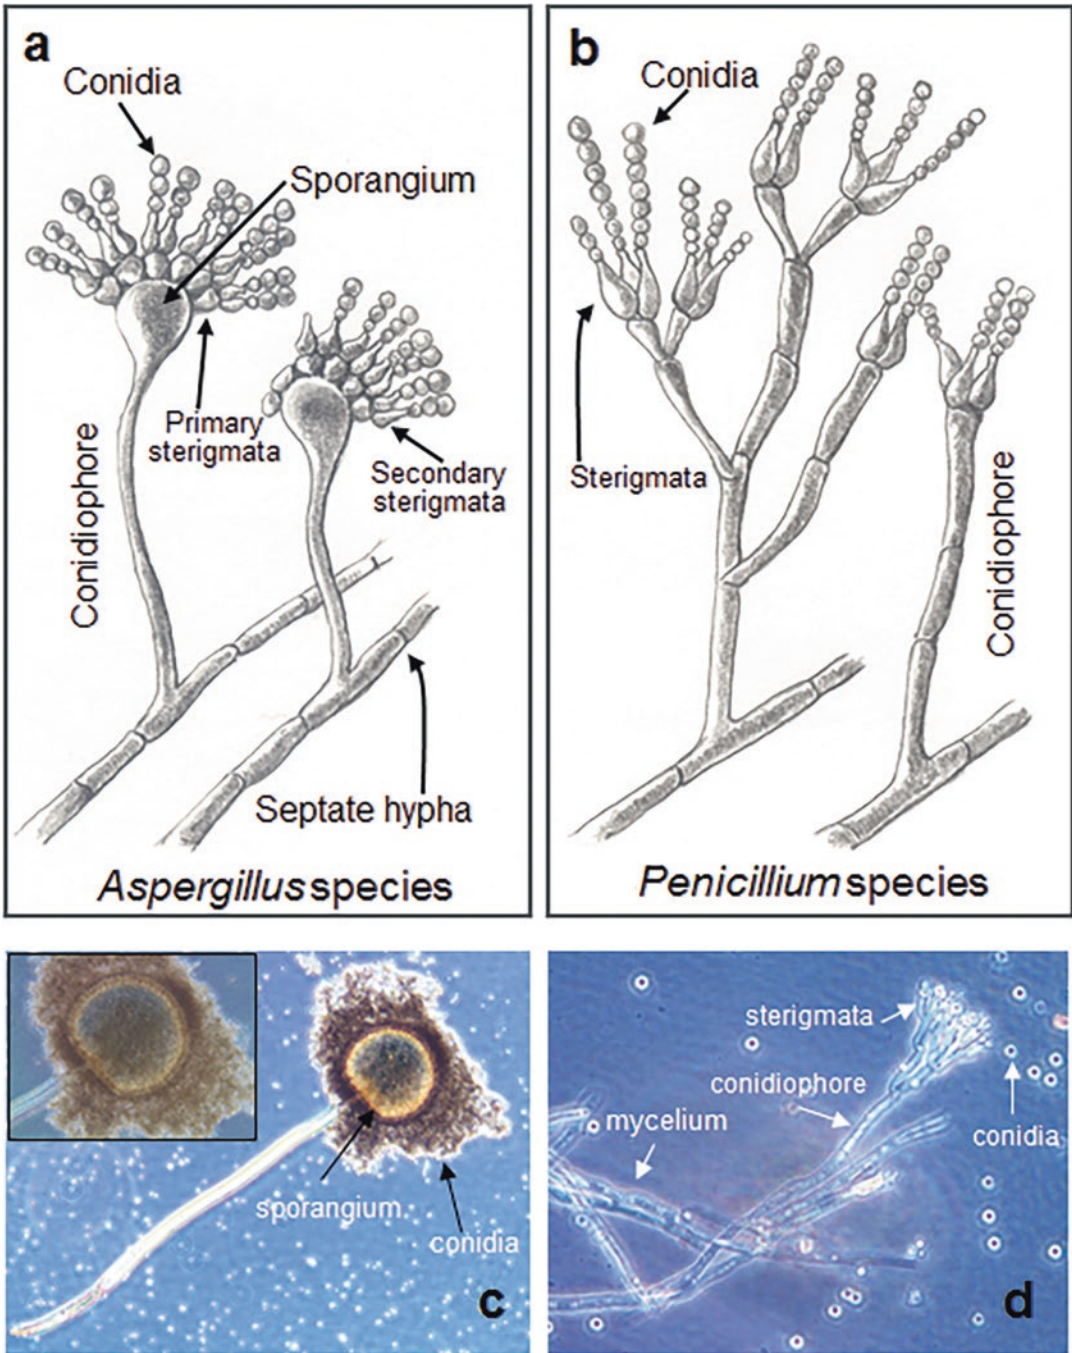 a
Conidia
Sporangium
Primary
sterigmata
Secondary
sterigmata
Conidiophore
Septate hypha
Aspergillus species
b
Conidia
Sterigmata
Conidiophore
Penicillium species
sporangium
conidia
c
sterigmata
conidiophore
mycelium
conidia
d